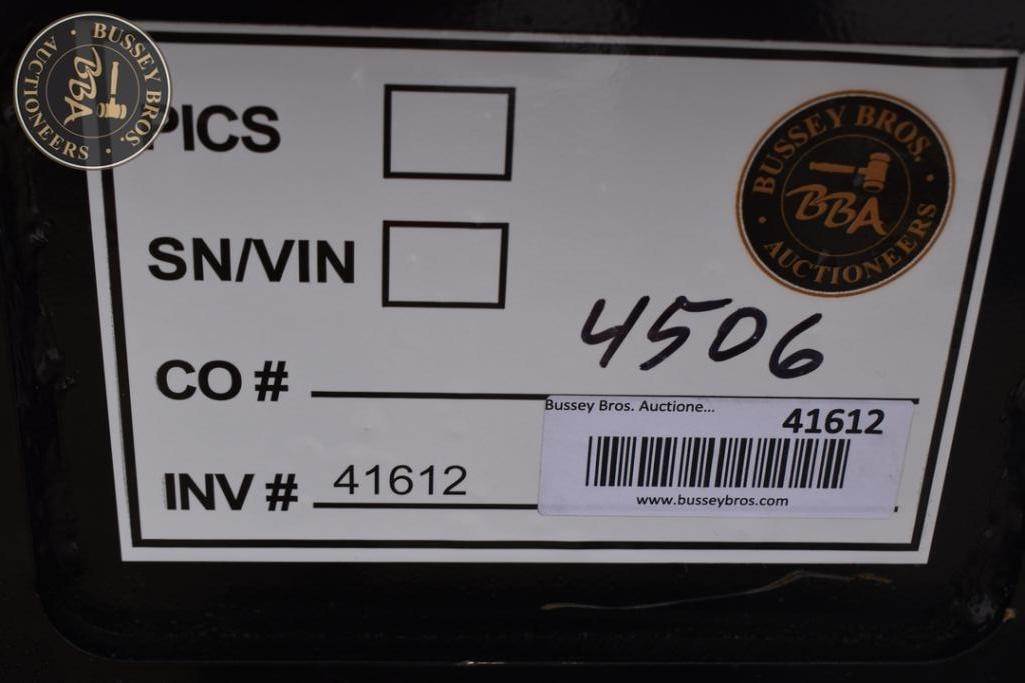 BUSSEY BROS.
BBA
AUCTIONEERS
PICS
BUSSEY BROS.
BBA
AUCTIONEERS
SN/VIN
4506
CO #
Bussey Bros. Auctione...
41612
INV # 41612
www.busseybros.com